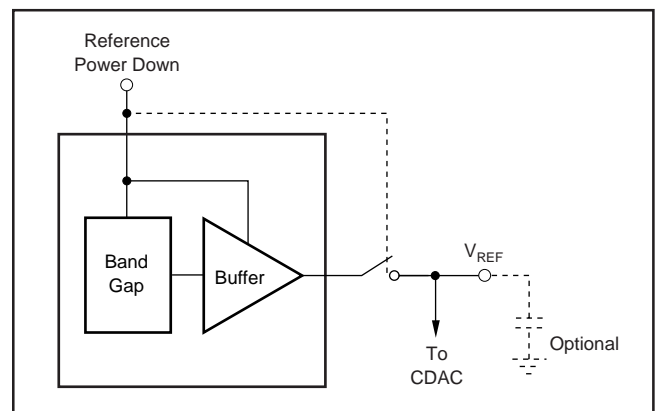 Reference
Power Down
Band
Gap
Buffer
VREF
To
CDAC
Optional